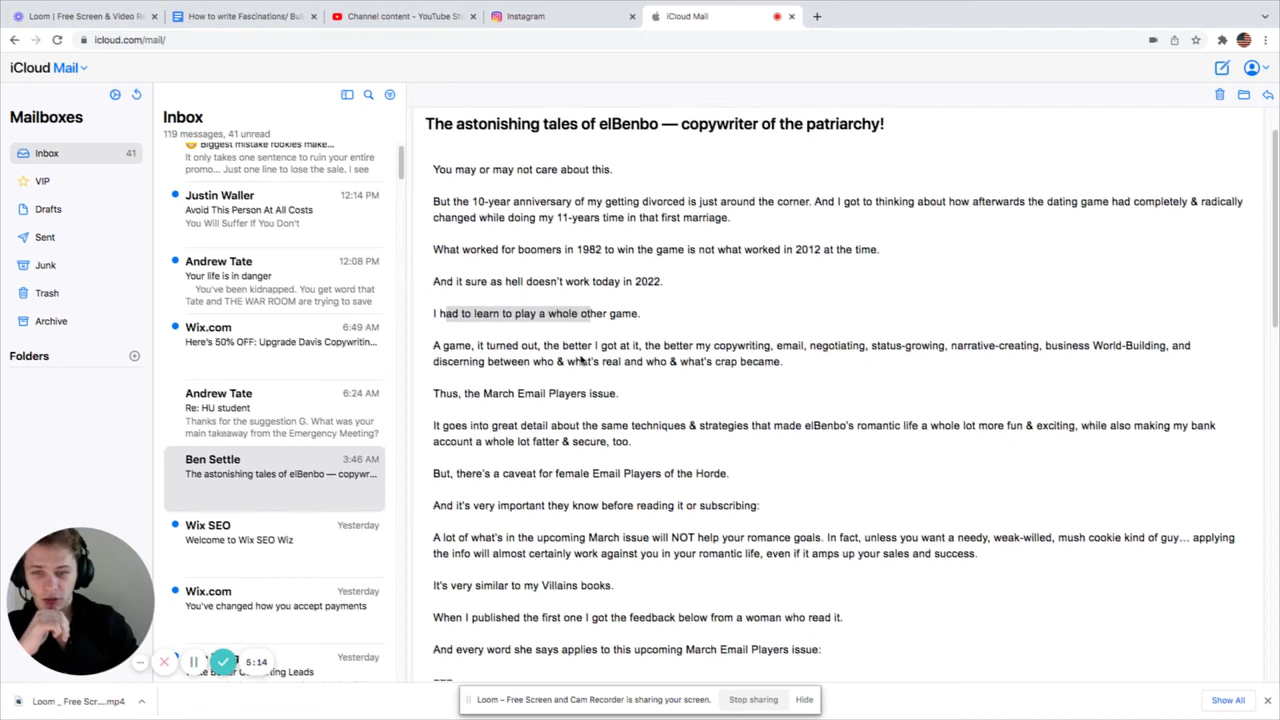 Loom | Free Screen & Video Re
How to write Fascinations/ Bul
Channel content - YouTube St
Instagram
iCloud Mail
icloud.com/mail/
iCloud Mail
Mailboxes
Inbox 41
VIP
Drafts
Sent
Junk
Trash
Archive
Folders
Inbox
119 messages, 41 unread
Biggest mistake rookies make...
It only takes one sentence to ruin your entire
promo... Just one line to lose the sale. I see
Justin Waller 12:14 PM
Avoid This Person At All Costs
You Will Suffer If You Don't
Andrew Tate 12:08 PM
Your life is in danger
You've been kidnapped. You get word that
Tate and THE WAR ROOM are trying to save
Wix.com 6:49 AM
Here's 50% OFF: Upgrade Davis Copywritin...
Andrew Tate 6:24 AM
Re: HU student
Thanks for the suggestion G. What was your
main takeaway from the Emergency Meeting?
Ben Settle 3:46 AM
The astonishing tales of elBenbo — copywr...
Wix SEO Yesterday
Welcome to Wix SEO Wiz
Wix.com Yesterday
You've changed how you accept payments
Yesterday
Leads
The astonishing tales of elBenbo — copywriter of the patriarchy!
You may or may not care about this.
But the 10-year anniversary of my getting divorced is just around the corner. And I got to thinking about how afterwards the dating game had completely & radically
changed while doing my 11-years time in that first marriage.
What worked for boomers in 1982 to win the game is not what worked in 2012 at the time.
And it sure as hell doesn't work today in 2022.
I had to learn to play a whole other game.
A game, it turned out, the better I got at it, the better my copywriting, email, negotiating, status-growing, narrative-creating, business World-Building, and
discerning between who & what's real and who & what's crap became.
Thus, the March Email Players issue.
It goes into great detail about the same techniques & strategies that made elBenbo's romantic life a whole lot more fun & exciting, while also making my bank
account a whole lot fatter & secure, too.
But, there's a caveat for female Email Players of the Horde.
And it's very important they know before reading it or subscribing:
A lot of what's in the upcoming March issue will NOT help your romance goals. In fact, unless you want a needy, weak-willed, mush cookie kind of guy… applying
the info will almost certainly work against you in your romantic life, even if it amps up your sales and success.
It's very similar to my Villains books.
When I published the first one I got the feedback below from a woman who read it.
And every word she says applies to this upcoming March Email Players issue:
5:14
Loom _ Free Scr....mp4
Loom – Free Screen and Cam Recorder is sharing your screen. Stop sharing Hide
Show All